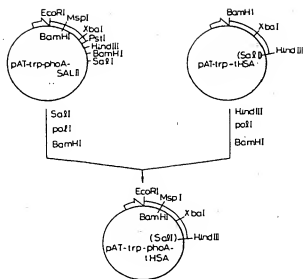 EcoRI
MspI
XbaI
PstI
HindIII
BamHI
BamHI
SalI
pAT-trp-phoA-
SALII
BamHI
XbaI
(SalI)
HindIII
pAT-trp-tHSA
SalI
polI
BamHI
HindIII
polI
BamHI
EcoRI
MspI
BamHI
XbaI
(SalI)
HindIII
pAT-trp-phoA-
tHSA